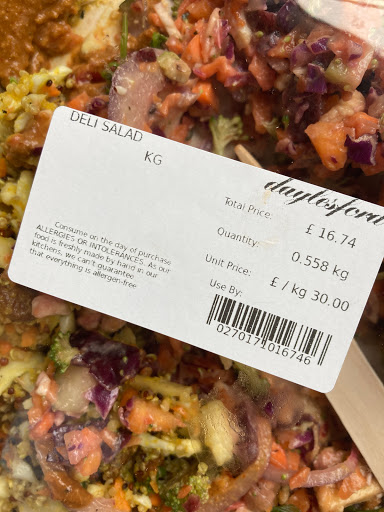 DELI SALAD
KG
daylesford
Total Price:
£ 16.74
Quantity:
0.558 kg
Unit Price:
£ / kg 30.00
Use By:
Consume on the day of purchase
ALLERGIES OR INTOLERANCES. As our
food is freshly made by hand in our
kitchens, we can't guarantee
that everything is allergen-free
0270171016746